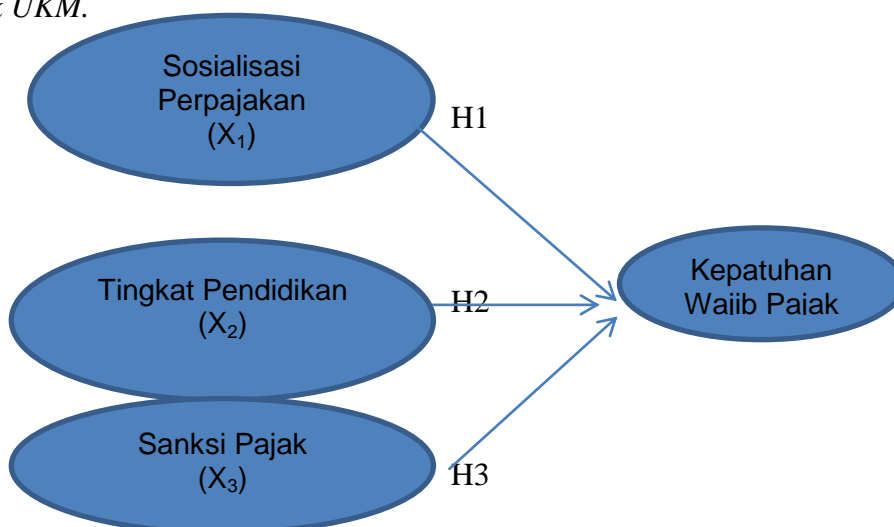 UKM.
Sosialisasi
Perpajakan
(X₁)
H1
Tingkat Pendidikan
(X₂)
H2
Kepatuhan
Wajib Pajak
Sanksi Pajak
(X₃)
H3